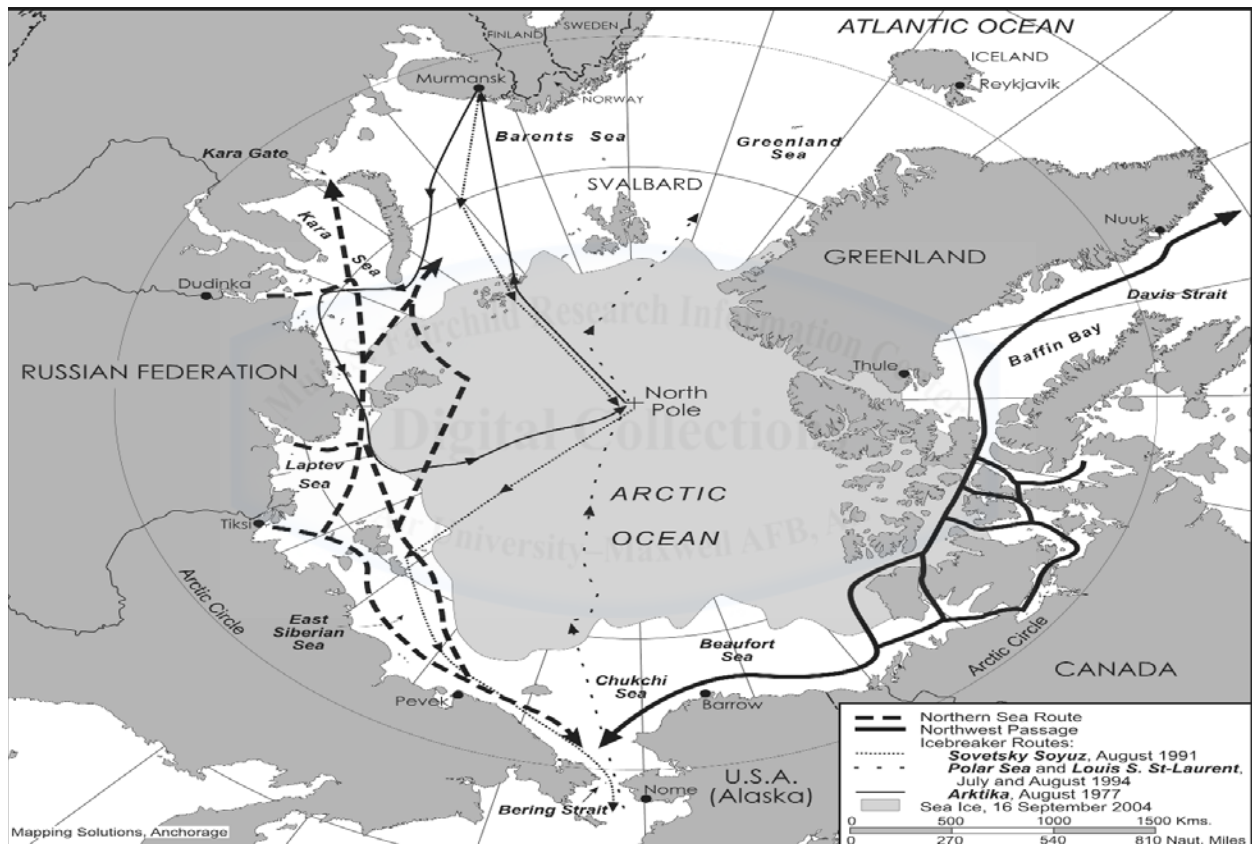 ATLANTIC OCEAN
SWEDEN
FINLAND
ICELAND
Murmansk
Reykjavik
NORWAY
Barents Sea
Greenland
Sea
Kara Gate
SVALBARD
Kara
Sea
Nuuk
GREENLAND
Dudinka
Davis Strait
Baffin Bay
RUSSIAN FEDERATION
Thule
North
Pole
Digital Collection
Laptev
Sea
ARCTIC
OCEAN
Tiksi
University–Maxwell AFB, A
Arctic Circle
East
Siberian
Sea
Beaufort
Sea
Arctic Circle
CANADA
Chukchi
Sea
Pevek
Barrow
U.S.A.
(Alaska)
Nome
Bering Strait
Northern Sea Route
Northwest Passage
Icebreaker Routes:
Sovetsky Soyuz, August 1991
Polar Sea and Louis S. St-Laurent,
July and August 1994
Arktika, August 1977
Sea Ice, 16 September 2004
0 500 1000 1500 Kms.
0 270 540 810 Naut. Miles
Mapping Solutions, Anchorage